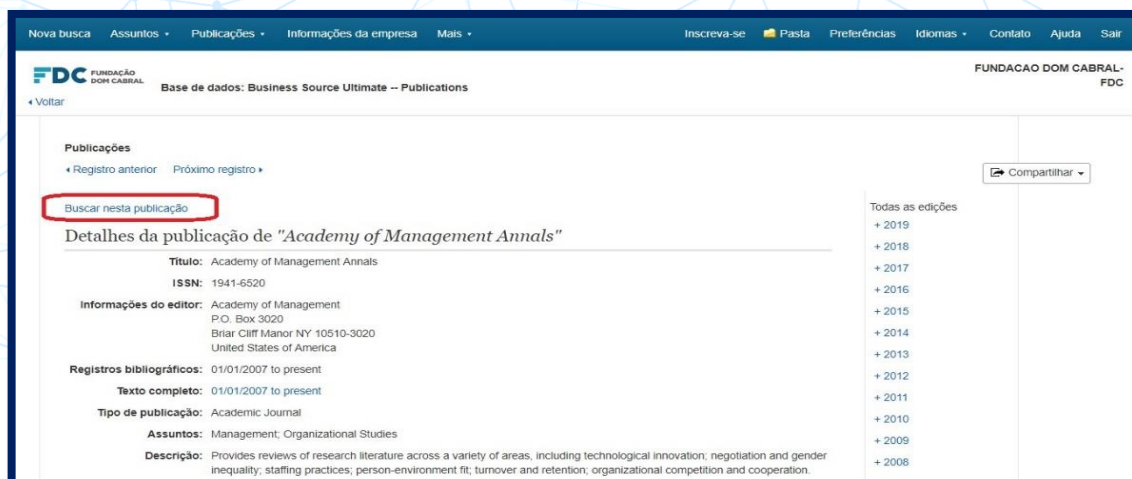 Nova busca Assuntos Publicações Informações da empresa Mais Inscreva-se Pasta Preferências Idiomas Contato Ajuda Sair
FDC FUNDAÇÃO DOM CABRAL
Base de dados: Business Source Ultimate -- Publications
FUNDACAO DOM CABRAL-
FDC
Voltar
Publicações
Registro anterior Próximo registro
Compartilhar
Buscar nesta publicação
Detalhes da publicação de "Academy of Management Annals"
Título: Academy of Management Annals
ISSN: 1941-6520
Informações do editor: Academy of Management
P.O. Box 3020
Briar Cliff Manor NY 10510-3020
United States of America
Registros bibliográficos: 01/01/2007 to present
Texto completo: 01/01/2007 to present
Tipo de publicação: Academic Journal
Assuntos: Management; Organizational Studies
Descrição: Provides reviews of research literature across a variety of areas, including technological innovation; negotiation and gender
inequality; staffing practices; person-environment fit; turnover and retention; organizational competition and cooperation.
Todas as edições
+ 2019
+ 2018
+ 2017
+ 2016
+ 2015
+ 2014
+ 2013
+ 2012
+ 2011
+ 2010
+ 2009
+ 2008